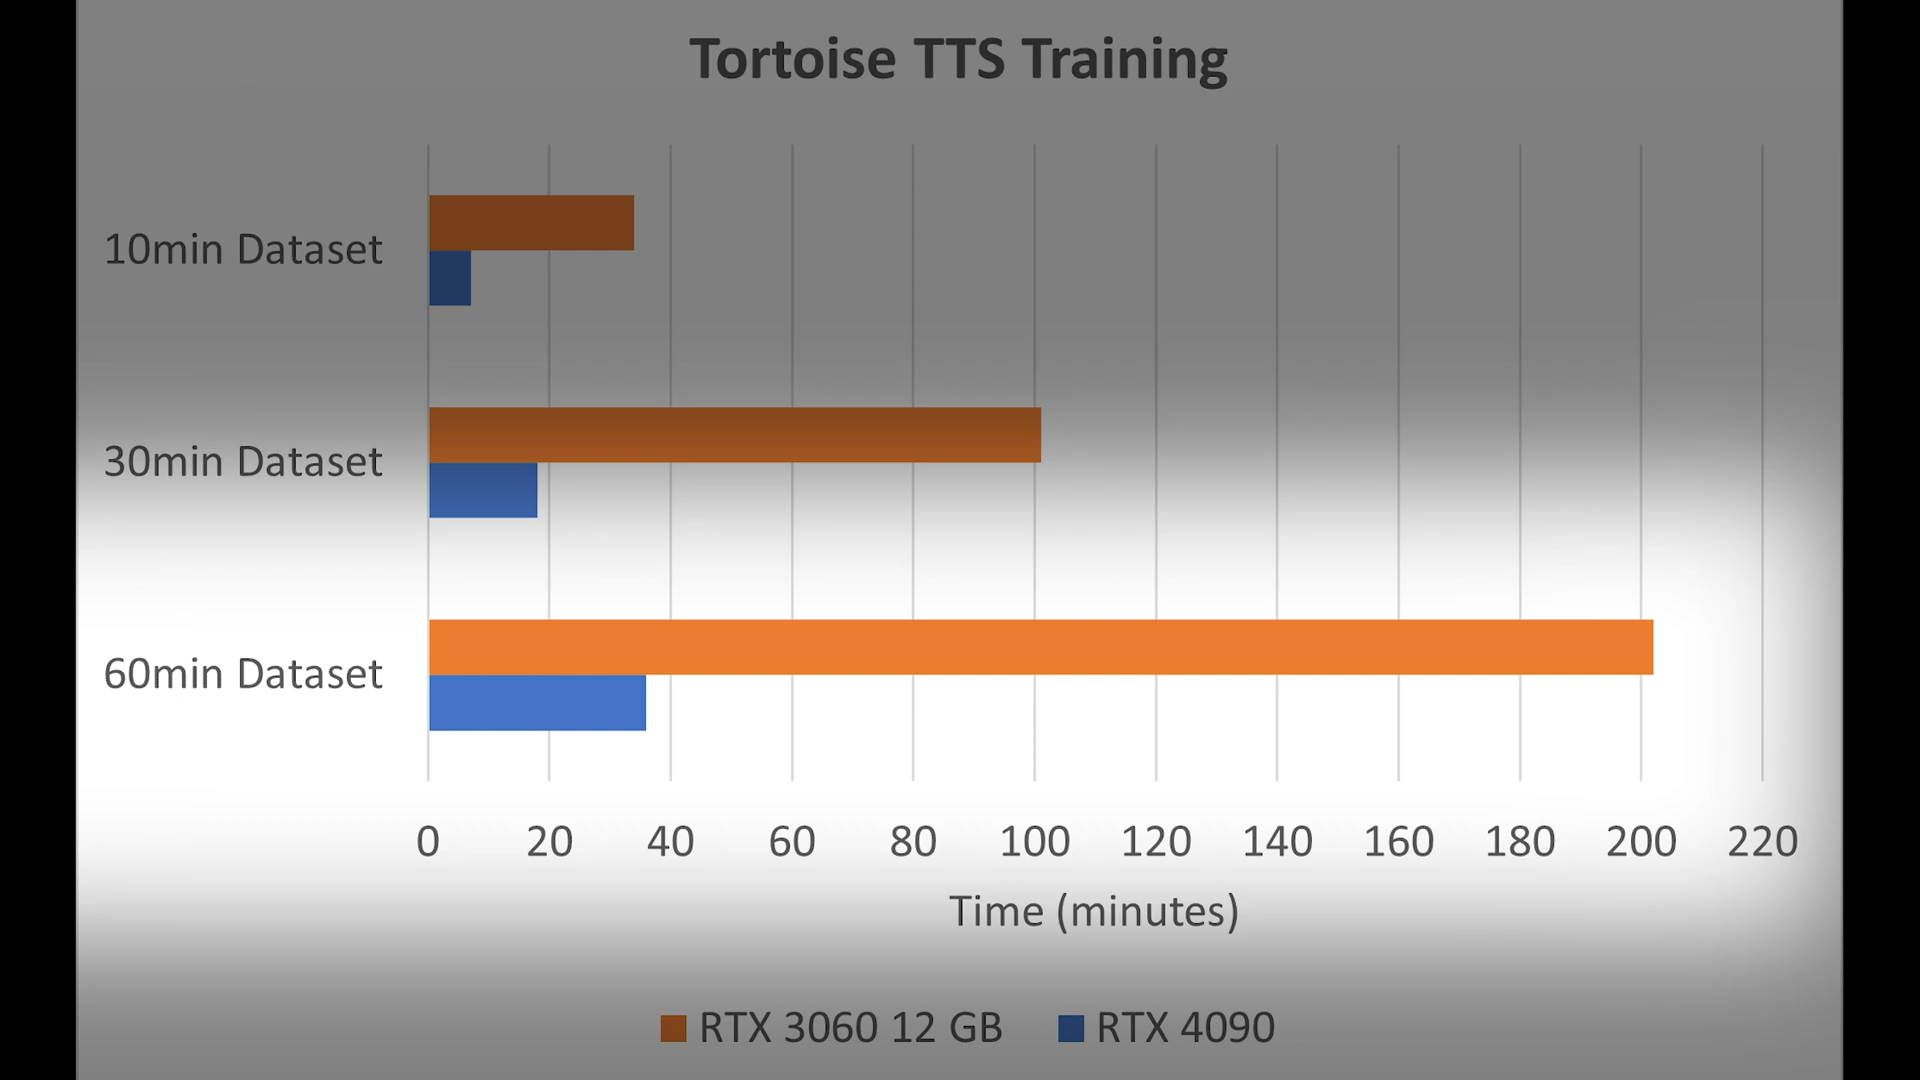 Tortoise TTS Training
10min Dataset
30min Dataset
60min Dataset
0 20 40 60 80 100 120 140 160 180 200 220
Time (minutes)
RTX 3060 12 GB RTX 4090